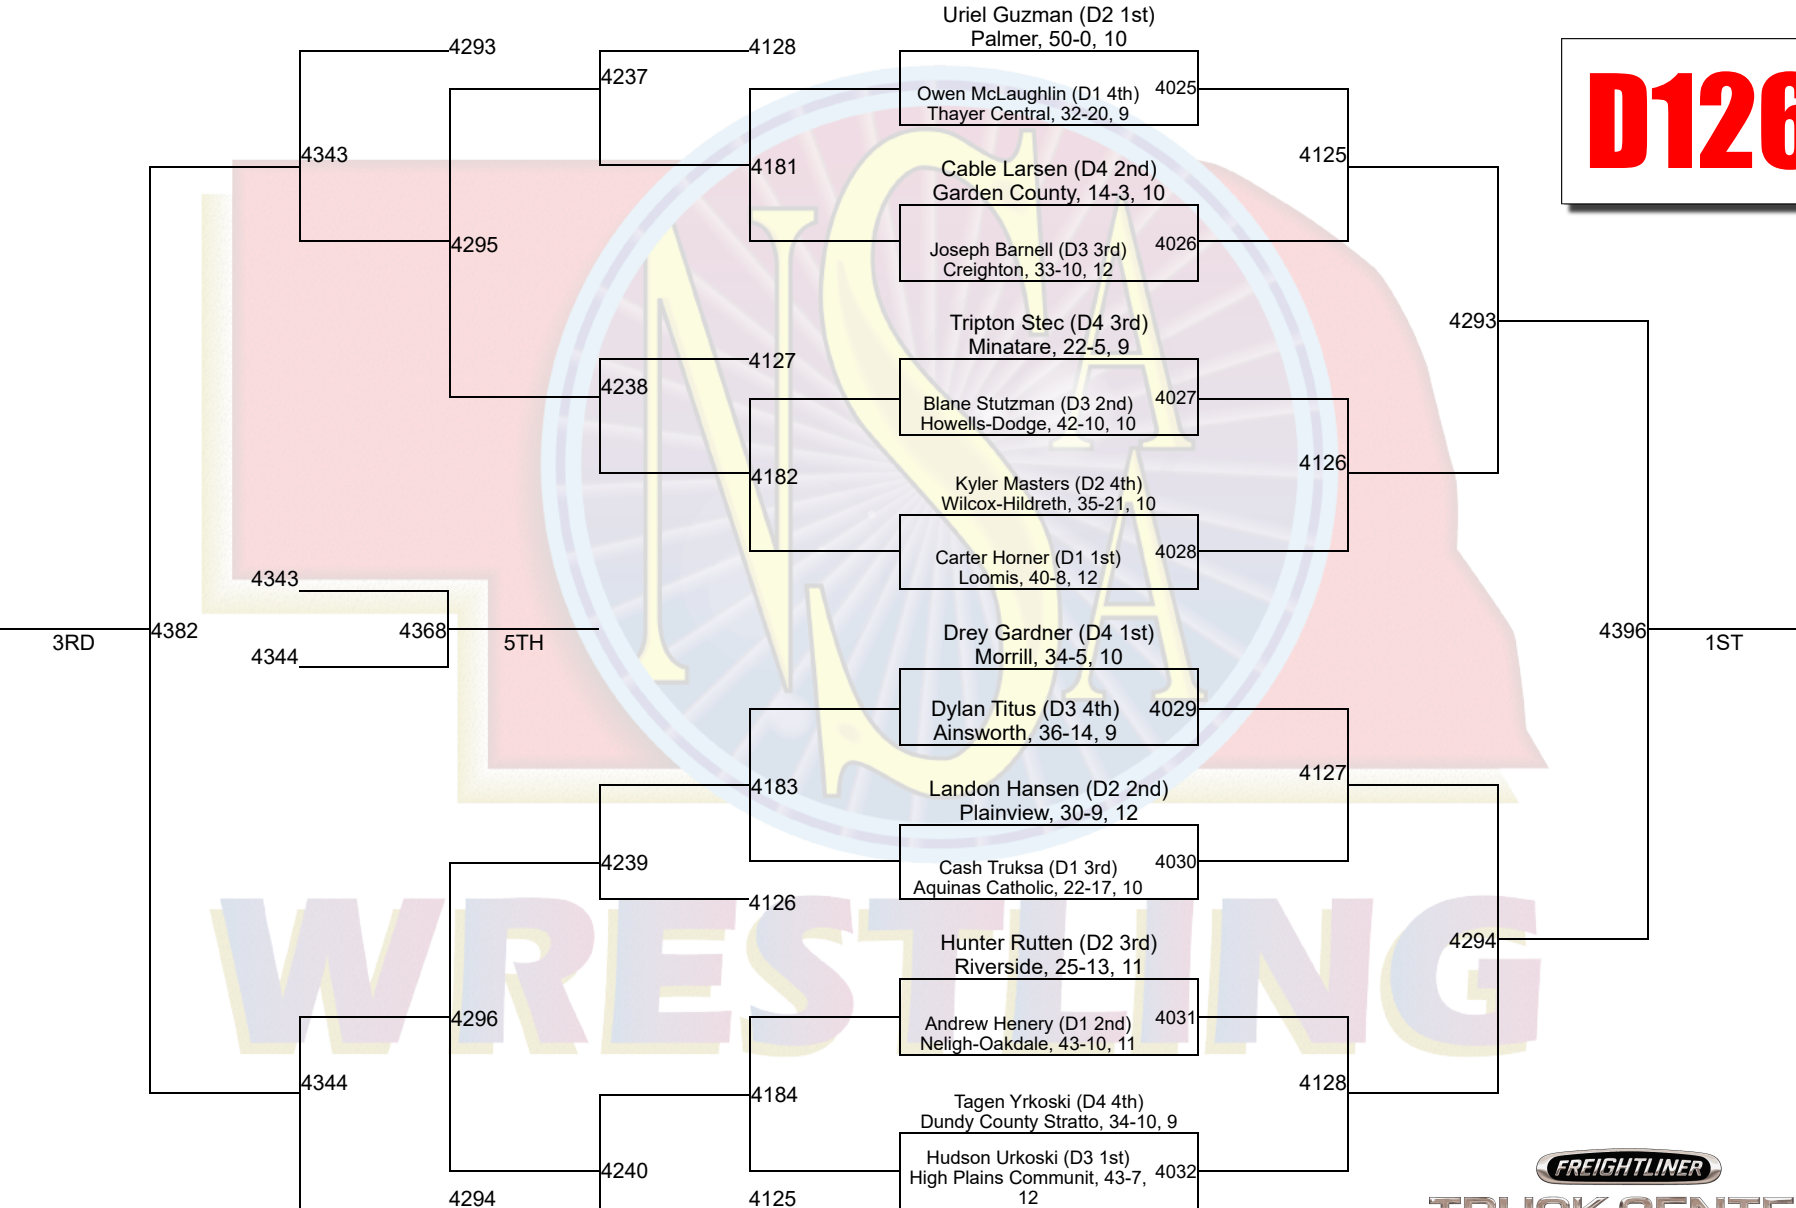 Uriel Guzman (D2 1st)
Palmer, 50-0, 10
4293
4128
4237
Owen McLaughlin (D1 4th)
Thayer Central, 32-20, 9
4025
D126
4343
4181
Cable Larsen (D4 2nd)
Garden County, 14-3, 10
4125
4295
Joseph Barnell (D3 3rd)
Creighton, 33-10, 12
4026
Tripton Stec (D4 3rd)
Minatare, 22-5, 9
4293
4127
4238
Blane Stutzman (D3 2nd)
Howells-Dodge, 42-10, 10
4027
4182
Kyler Masters (D2 4th)
Wilcox-Hildreth, 35-21, 10
4126
Carter Horner (D1 1st)
Loomis, 40-8, 12
4028
4343
3RD
4382
4344
4368
5TH
Drey Gardner (D4 1st)
Morrill, 34-5, 10
4396
1ST
Dylan Titus (D3 4th)
Ainsworth, 36-14, 9
4029
4183
Landon Hansen (D2 2nd)
Plainview, 30-9, 12
4127
4239
Cash Truksa (D1 3rd)
Aquinas Catholic, 22-17, 10
4030
4126
Hunter Rutten (D2 3rd)
Riverside, 25-13, 11
4294
4296
Andrew Henery (D1 2nd)
Neligh-Oakdale, 43-10, 11
4031
4344
4184
Tagen Yrkoski (D4 4th)
Dundy County Stratto, 34-10, 9
4128
4240
Hudson Urkoski (D3 1st)
High Plains Communit, 43-7,
12
4032
4294
4125
NSAA
WRESTLING
FREIGHTLINER
TRUCK CENTE